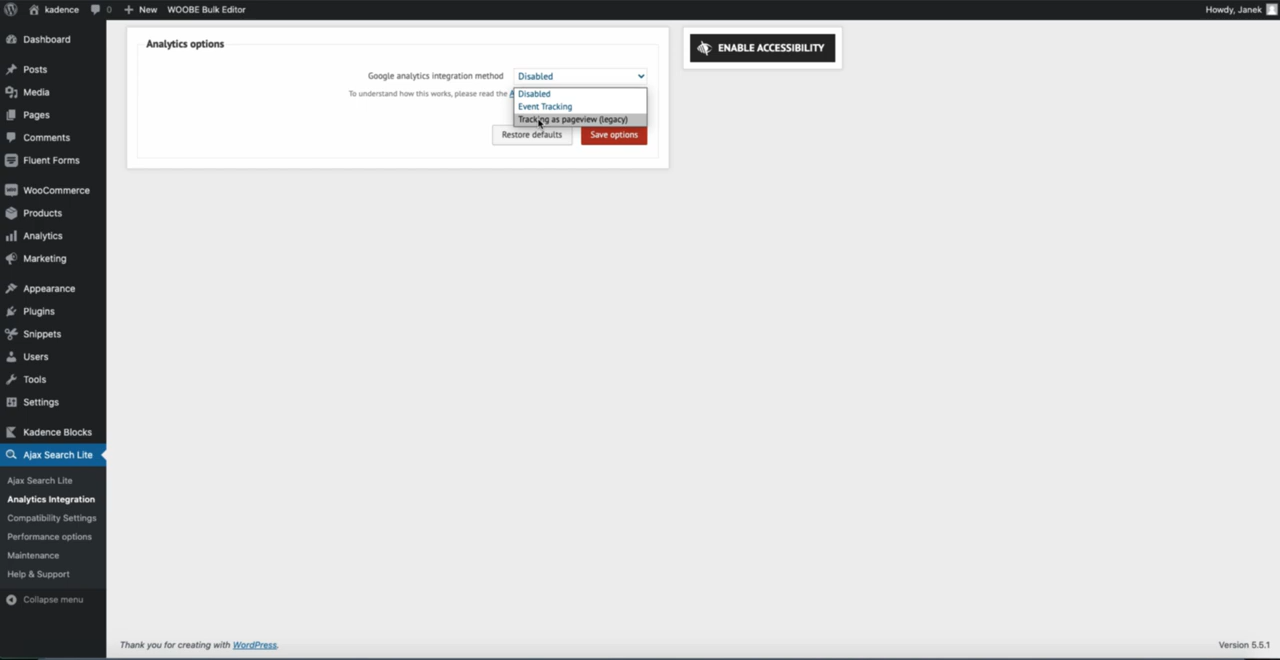 kadence 0 New WOOBE Bulk Editor Howdy, Janek
Dashboard
Posts
Media
Pages
Comments
Fluent Forms
WooCommerce
Products
Analytics
Marketing
Appearance
Plugins
Snippets
Users
Tools
Settings
Kadence Blocks
Ajax Search Lite
Ajax Search Lite
Analytics Integration
Compatibility Settings
Performance options
Maintenance
Help & Support
Collapse menu
Analytics options
Google analytics integration method Disabled
To understand how this works, please read the
Disabled
Event Tracking
Tracking as pageview (legacy)
Restore defaults Save options
ENABLE ACCESSIBILITY
Thank you for creating with WordPress. Version 5.5.1